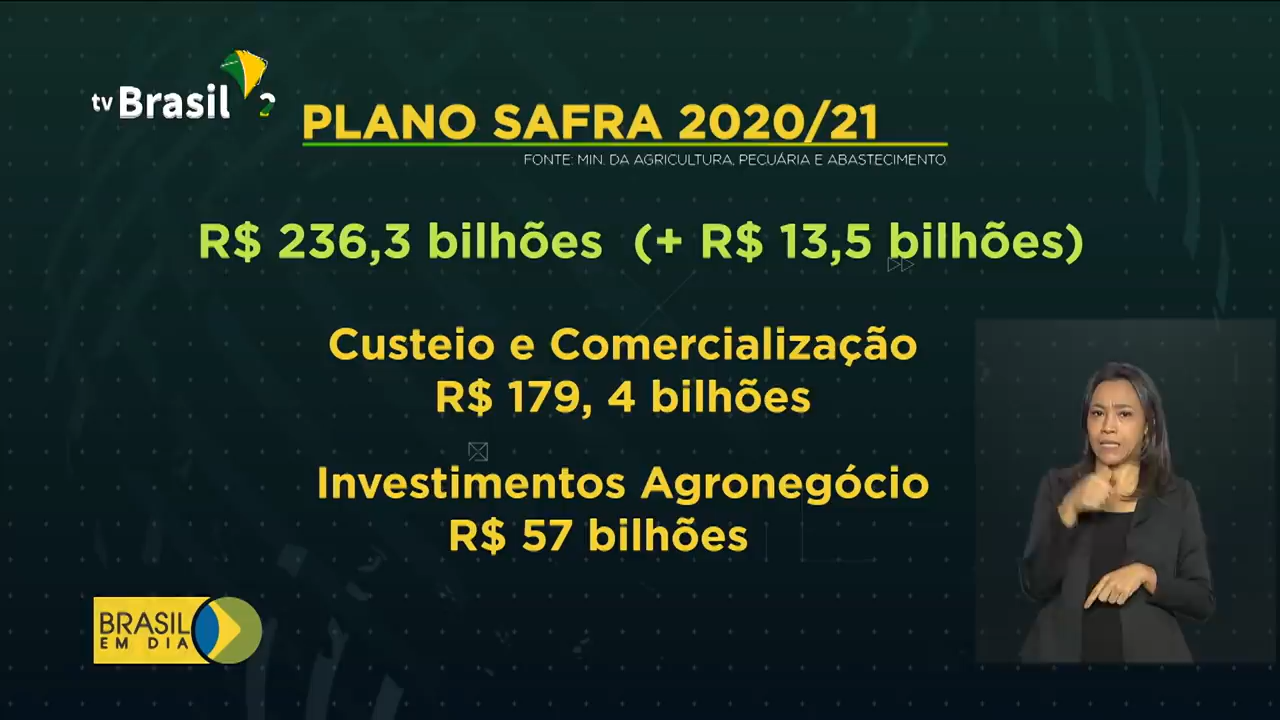 tv Brasil 2
PLANO SAFRA 2020/21
FONTE: MIN. DA AGRICULTURA, PECUÁRIA E ABASTECIMENTO
R$ 236,3 bilhões (+ R$ 13,5 bilhões)
Custeio e Comercialização
R$ 179, 4 bilhões
Investimentos Agronegócio
R$ 57 bilhões
BRASIL
EM DIA